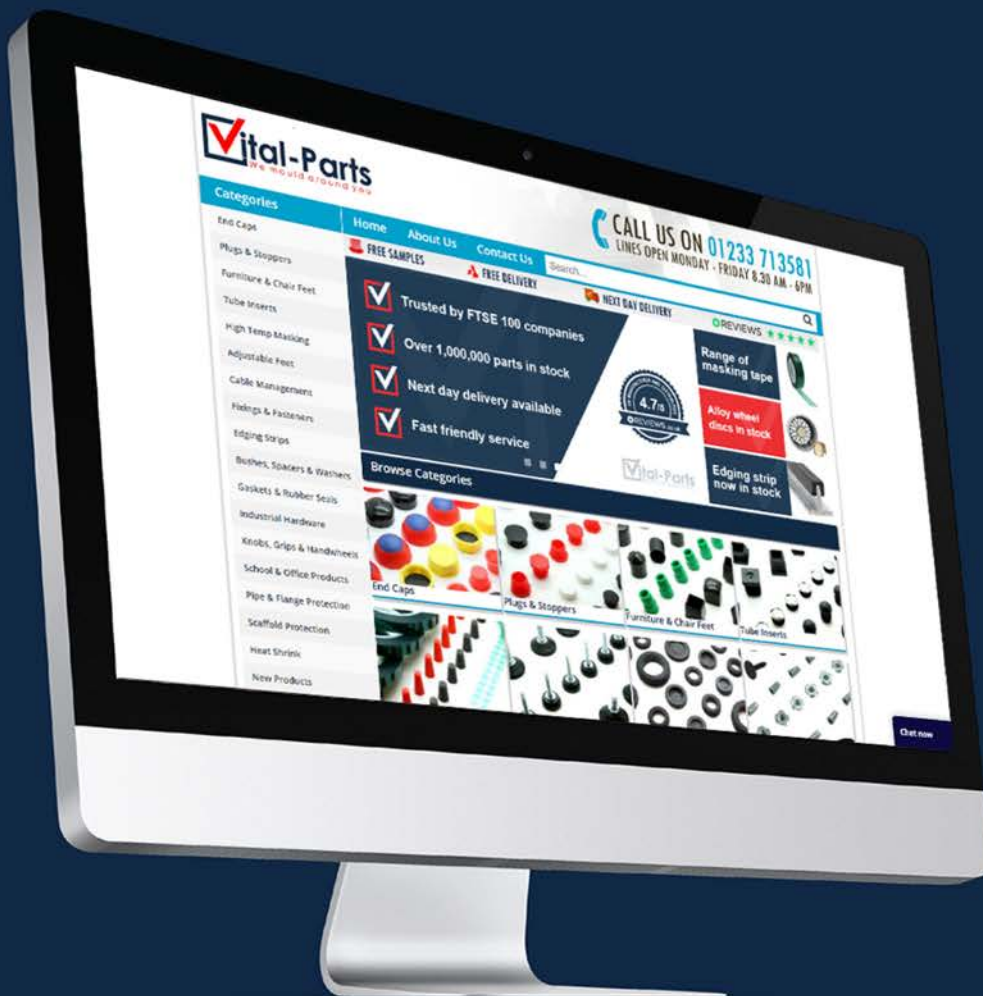 Vital-Parts
We mould around you
CALL US ON 01233 713581
LINES OPEN MONDAY - FRIDAY 8.30 AM - 6PM
Categories
Home
About Us
Contact Us
Search...
FREE SAMPLES
FREE DELIVERY
NEXT DAY DELIVERY
REVIEWS
End Caps
Plugs & Stoppers
Furniture & Chair Feet
Tube Inserts
High Temp Masking
Adjustable Feet
Cable Management
Fixings & Fasteners
Edging Strips
Bushes, Spacers & Washers
Gaskets & Rubber Seals
Industrial Hardware
Knobs, Grips & Handwheels
School & Office Products
Pipe & Flange Protection
Scaffold Protection
Heat Shrink
New Products
Trusted by FTSE 100 companies
Over 1,000,000 parts in stock
Next day delivery available
Fast friendly service
4.7/5
REVIEWS.co.uk
Vital-Parts
Range of
masking tape
Alloy wheel
discs in stock
Edging strip
now in stock
Browse Categories
End Caps
Plugs & Stoppers
Furniture & Chair Feet
Tube Inserts
Chat now